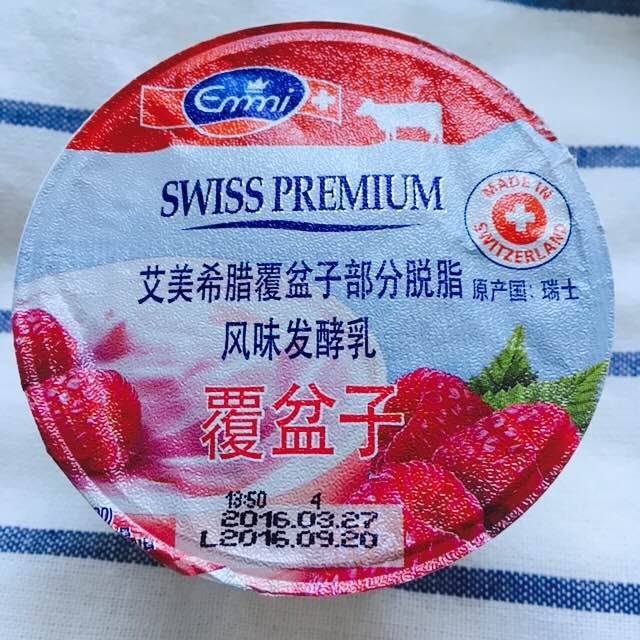 Emmi
SWISS PREMIUM
MADE IN
SWITZERLAND
艾美希腊覆盆子部分脱脂
原产国：瑞士
风味发酵乳
覆盆子
13:50 4
2016.03.27
L2016.09.20